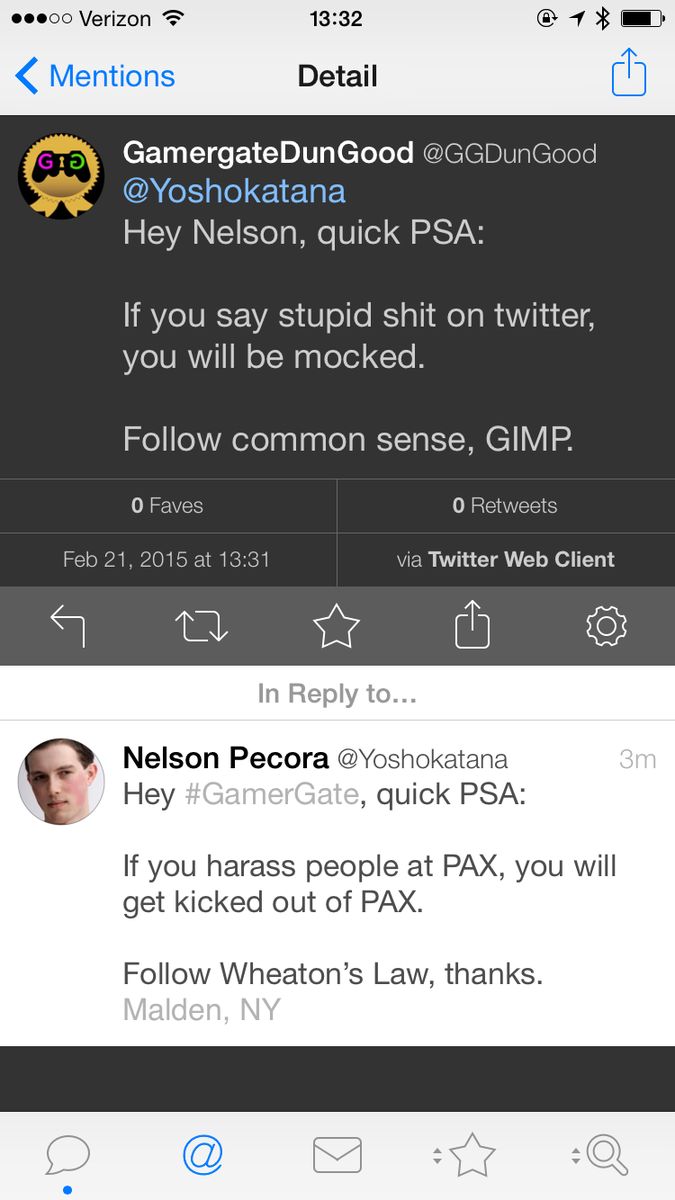 Verizon 13:32
Mentions Detail
GamergateDunGood @GGDunGood
@Yoshokatana
Hey Nelson, quick PSA:
If you say stupid shit on twitter,
you will be mocked.
Follow common sense, GIMP.
0 Faves 0 Retweets
Feb 21, 2015 at 13:31 via Twitter Web Client
In Reply to...
Nelson Pecora @Yoshokatana 3m
Hey #GamerGate, quick PSA:
If you harass people at PAX, you will
get kicked out of PAX.
Follow Wheaton’s Law, thanks.
Malden, NY